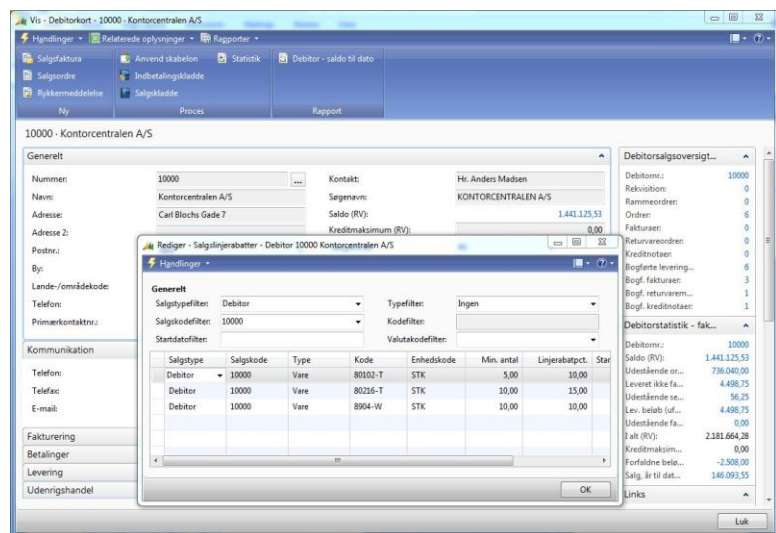 Vis - Debitorkort - 10000 · Kontorcentralen A/S
Handlinger Relaterede oplysninger Rapporter
Salgsfaktura Anvend skabelon Statistik Debitor - saldo til dato
Salgsordre Indbetalingskladde
Rykkermeddelelse Salgskladde
Ny Proces Rapport
10000 · Kontorcentralen A/S
Generelt
Nummer: 10000 ... Kontakt: Hr. Anders Madsen
Navn: Kontorcentralen A/S Søgenavn: KONTORCENTRALEN A/S
Adresse: Carl Blochs Gade 7 Saldo (RV): 1.441.125,53
Adresse 2: Kreditmaksimum (RV): 0,00
Postnr.:
By:
Lande-/områdekode:
Telefon:
Primærkontaktnr.:
Kommunikation
Telefon:
Telefax:
E-mail:
Fakturering
Betalinger
Levering
Udenrigshandel
Rediger - Salgslinjerabatter - Debitor 10000 Kontorcentralen A/S
Handlinger
Generelt
Salgstypefilter: Debitor Typefilter: Ingen
Salgskodefilter: 10000 Kodefilter:
Startdatofilter: Valutakodefilter:
Salgstype Salgskode Type Kode Enhedskode Min. antal Linjerabatpct. Star
Debitor 10000 Vare 80102-T STK 5,00 10,00
Debitor 10000 Vare 80216-T STK 10,00 15,00
Debitor 10000 Vare 8904-W STK 10,00 10,00
OK
Debitorsalgsoversigt...
Debitornr.: 10000
Rekvisition: 0
Rammeordrer: 0
Ordrer: 6
Fakturaer: 0
Returvareordrer: 0
Kreditnotaer: 0
Bogførte levering... 6
Bogf. fakturaer: 3
Bogf. returvarem... 1
Bogf. kreditnotaer: 1
Debitorstatistik - fak...
Debitornr.: 10000
Saldo (RV): 1.441.125,53
Udestående or... 736.040,00
Leveret ikke fa... 4.498,75
Udestående se... 56,25
Lev. beløb (uf... 4.498,75
Udestående fa... 0,00
I alt (RV): 2.181.664,28
Kreditmaksim... 0,00
Forfaldne belø... -2.508,00
Salg, år til dat... 146.093,55
Links
Luk